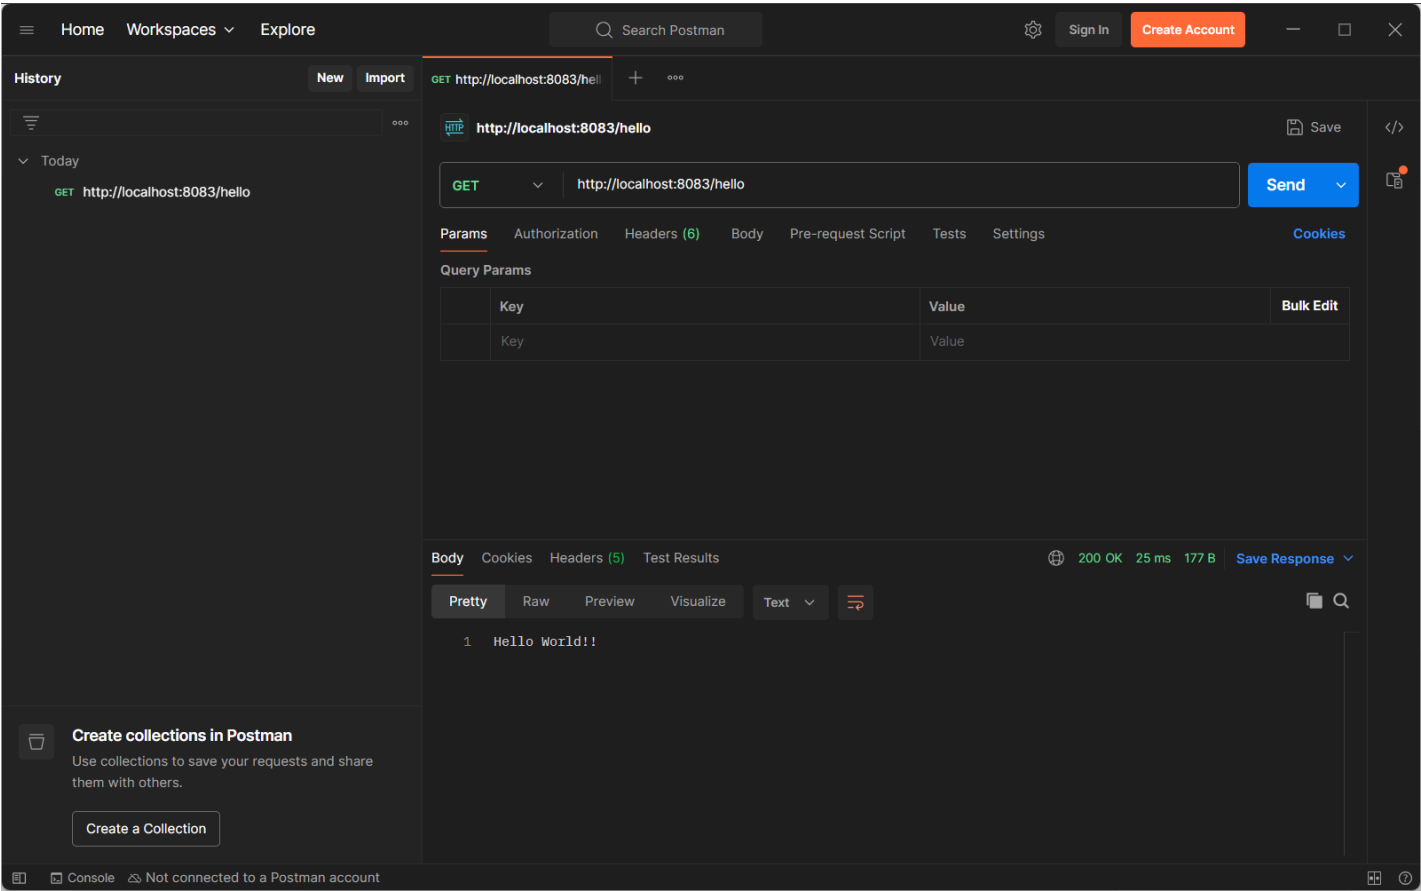 Home Workspaces Explore Search Postman Sign In Create Account
History New Import
GET http://localhost:8083/hel
HTTP http://localhost:8083/hello Save </>
Today
GET http://localhost:8083/hello
GET http://localhost:8083/hello Send
Params Authorization Headers (6) Body Pre-request Script Tests Settings Cookies
Query Params
Key Value Bulk Edit
Key Value
Body Cookies Headers (5) Test Results 200 OK 25 ms 177 B Save Response
Pretty Raw Preview Visualize Text
1 Hello World!!
Create collections in Postman
Use collections to save your requests and share
them with others.
Create a Collection
Console Not connected to a Postman account